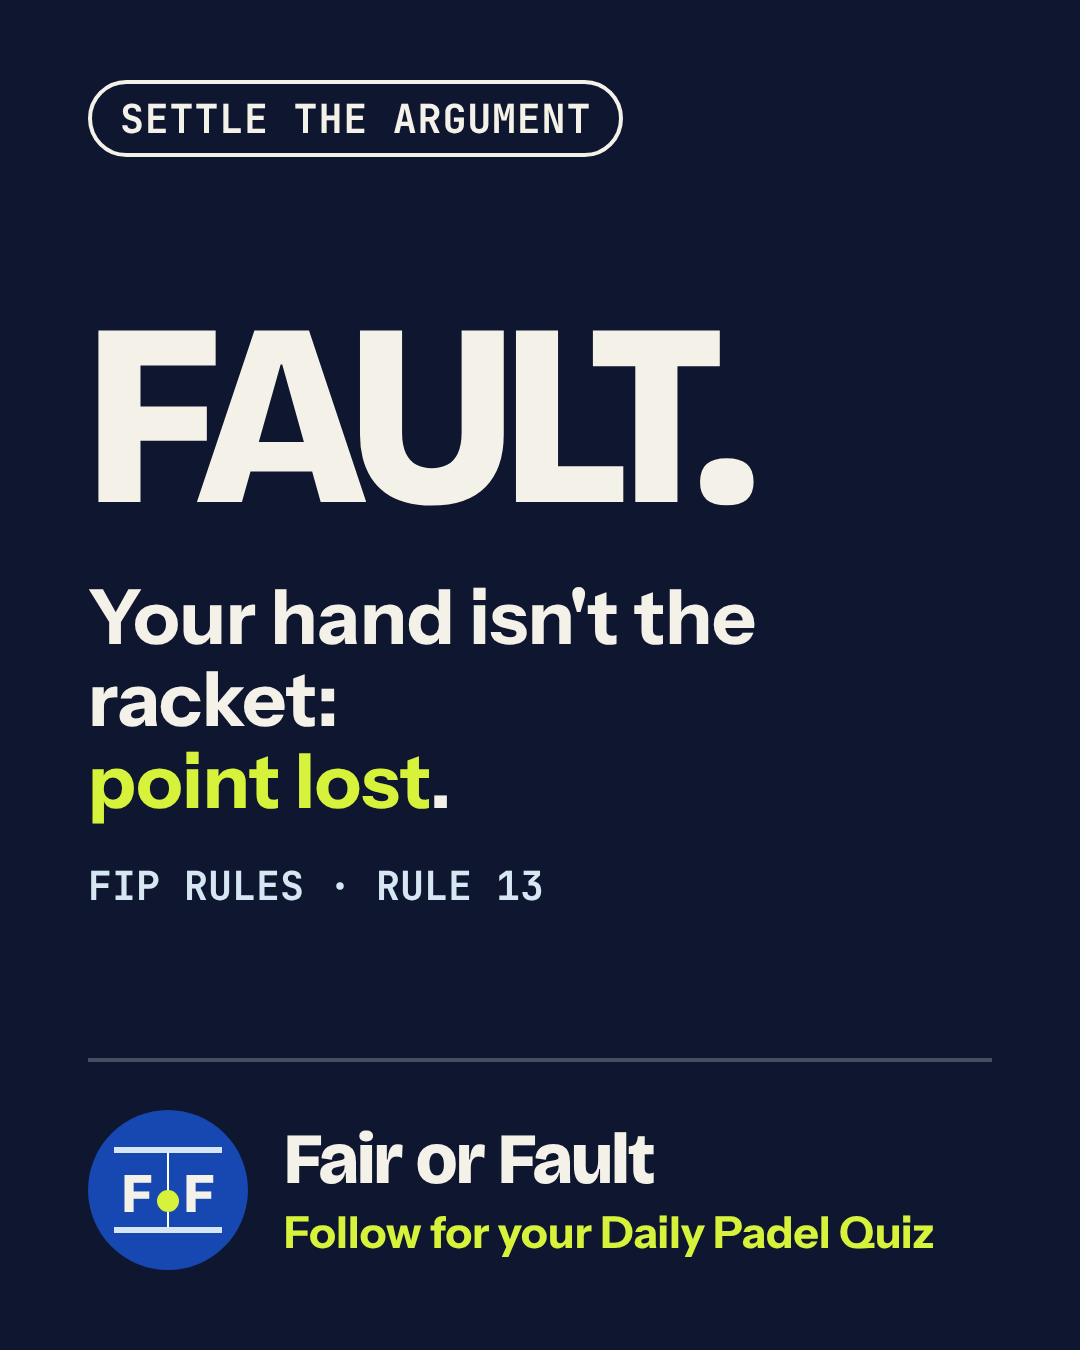 SETTLE THE ARGUMENT
FAULT.
Your hand isn't the
racket:
point lost.
FIP RULES · RULE 13
F F
Fair or Fault
Follow for your Daily Padel Quiz